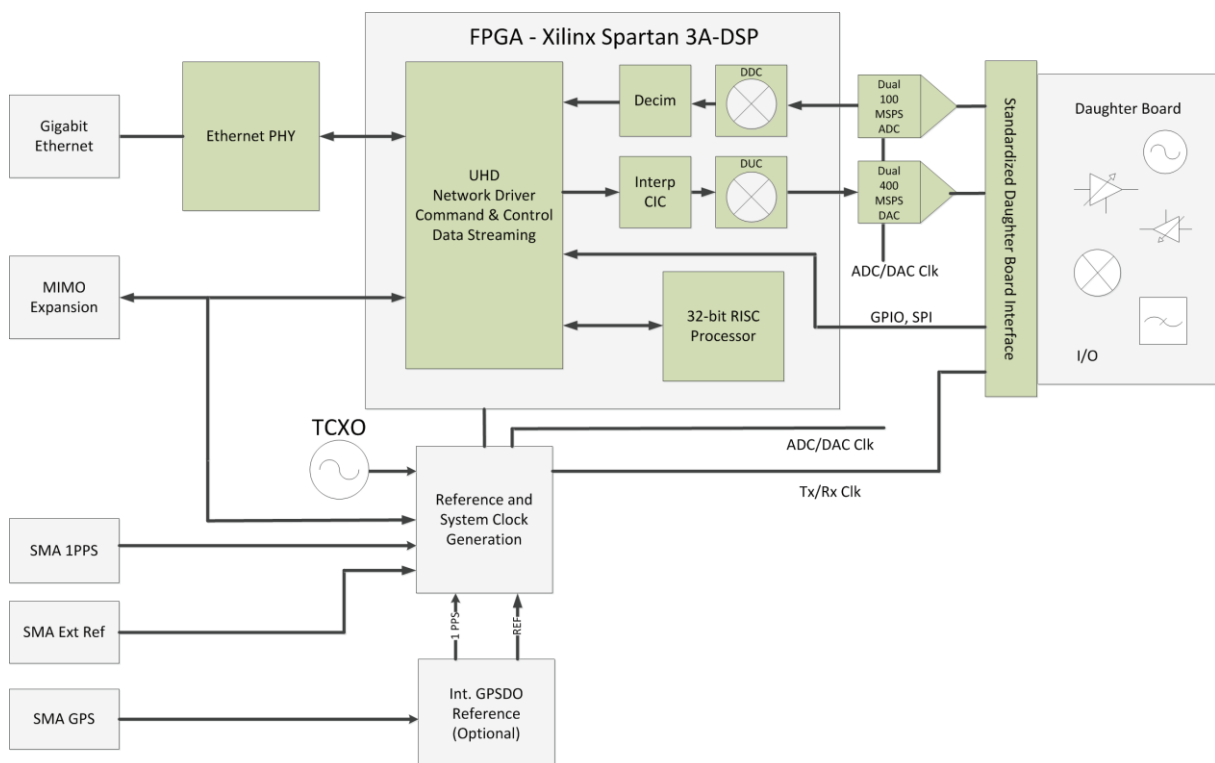 FPGA - Xilinx Spartan 3A-DSP
Gigabit
Ethernet
Ethernet PHY
UHD
Network Driver
Command & Control
Data Streaming
Decim
DDC
Dual
100
MSPS
ADC
Interp
CIC
DUC
Dual
400
MSPS
DAC
ADC/DAC Clk
Standardized Daughter Board Interface
Daughter Board
I/O
MIMO
Expansion
32-bit RISC
Processor
GPIO, SPI
TCXO
ADC/DAC Clk
Tx/Rx Clk
Reference and
System Clock
Generation
SMA 1PPS
SMA Ext Ref
1 PPS
REF
SMA GPS
Int. GPSDO
Reference
(Optional)